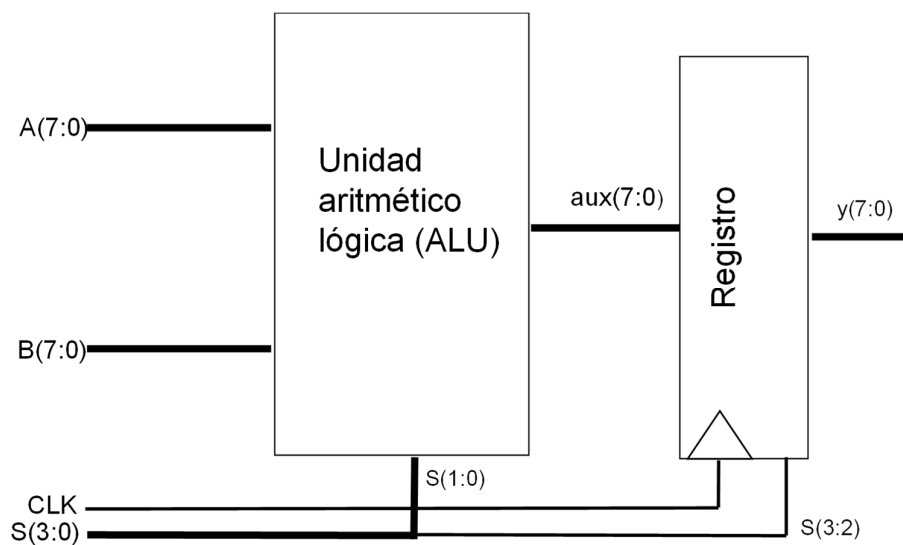 A(7:0)
Unidad
aritmético
lógica (ALU)
aux(7:0)
Registro
y(7:0)
B(7:0)
S(1:0)
CLK
S(3:0)
S(3:2)